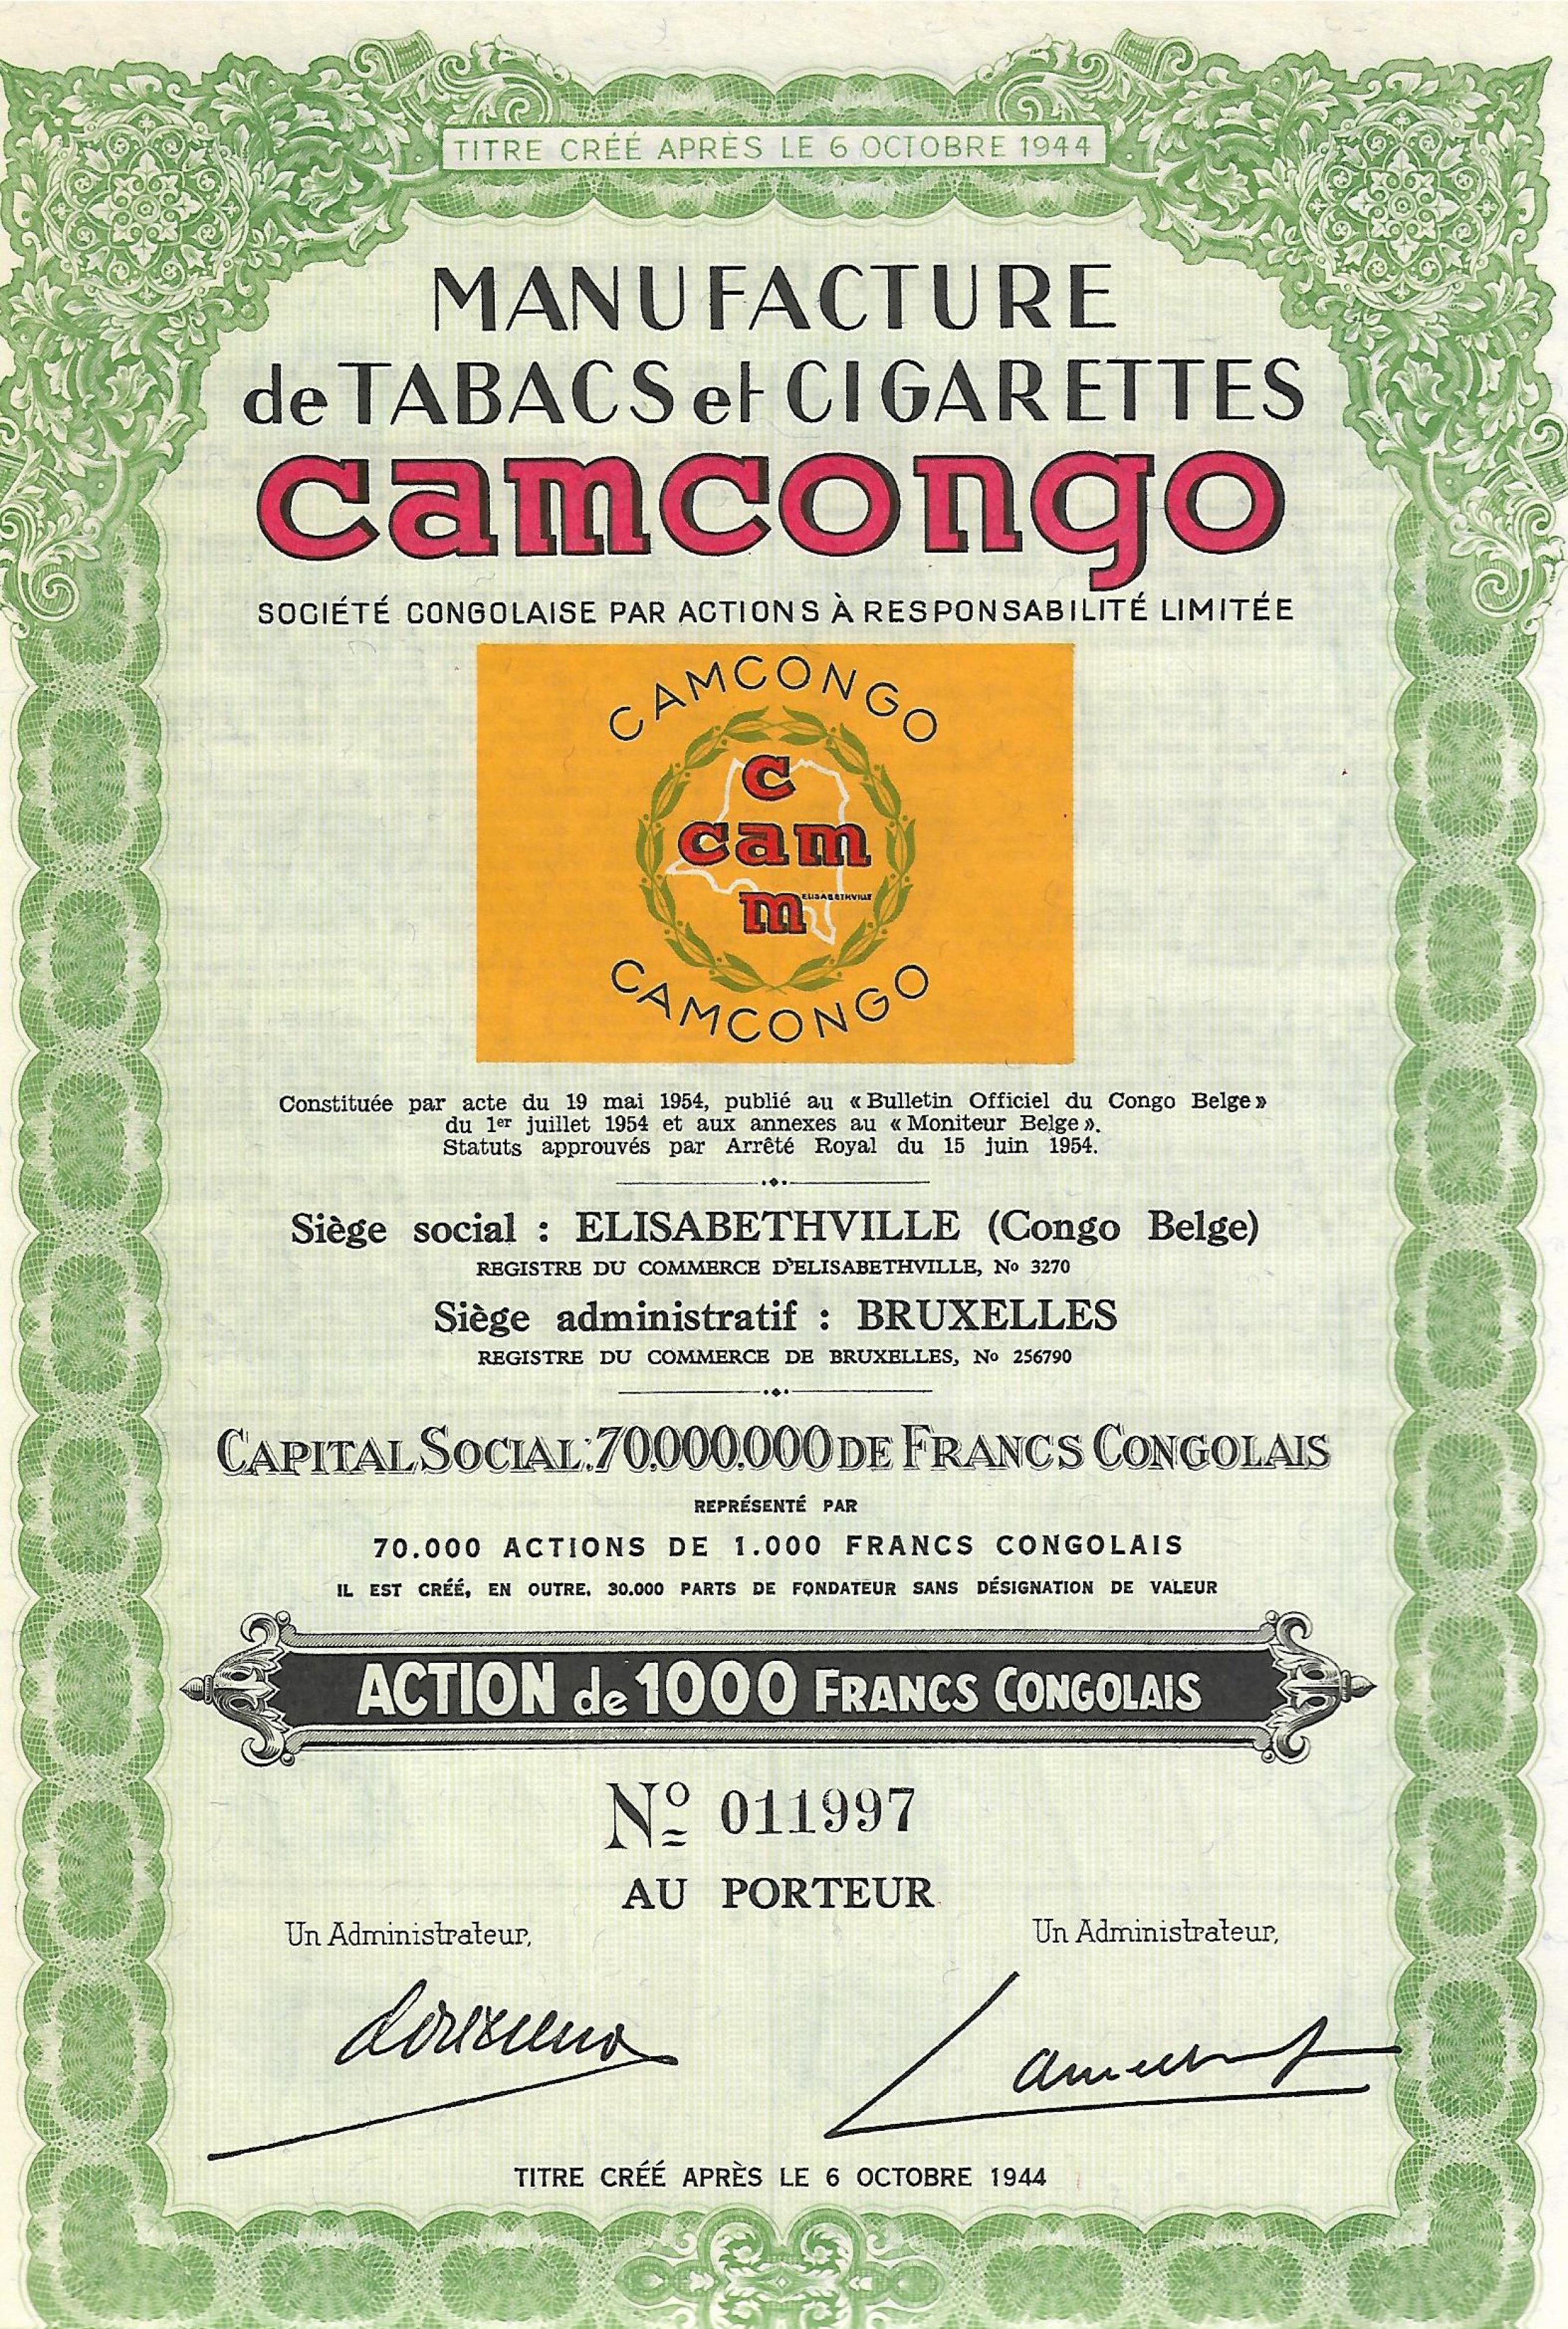 TITRE CRÉÉ APRÈS LE 6 OCTOBRE 1944
MANUFACTURE
de TABACS et CIGARETTES
camcongo
SOCIÉTÉ CONGOLAISE PAR ACTIONS À RESPONSABILITÉ LIMITÉE
CAMCONGO
c
cam
m
ELISABETHVILLE
CAMCONGO
Constituée par acte du 19 mai 1954, publié au « Bulletin Officiel du Congo Belge »
du 1er juillet 1954 et aux annexes au « Moniteur Belge ».
Statuts approuvés par Arrêté Royal du 15 juin 1954.
Siège social : ELISABETHVILLE (Congo Belge)
REGISTRE DU COMMERCE D'ELISABETHVILLE, No 3270
Siège administratif : BRUXELLES
REGISTRE DU COMMERCE DE BRUXELLES, No 256790
CAPITAL SOCIAL: 70.000.000 DE FRANCS CONGOLAIS
REPRÉSENTÉ PAR
70.000 ACTIONS DE 1.000 FRANCS CONGOLAIS
IL EST CRÉÉ, EN OUTRE, 30.000 PARTS DE FONDATEUR SANS DÉSIGNATION DE VALEUR
ACTION de 1000 FRANCS CONGOLAIS
No 011997
AU PORTEUR
Un Administrateur, Un Administrateur,
TITRE CRÉÉ APRÈS LE 6 OCTOBRE 1944